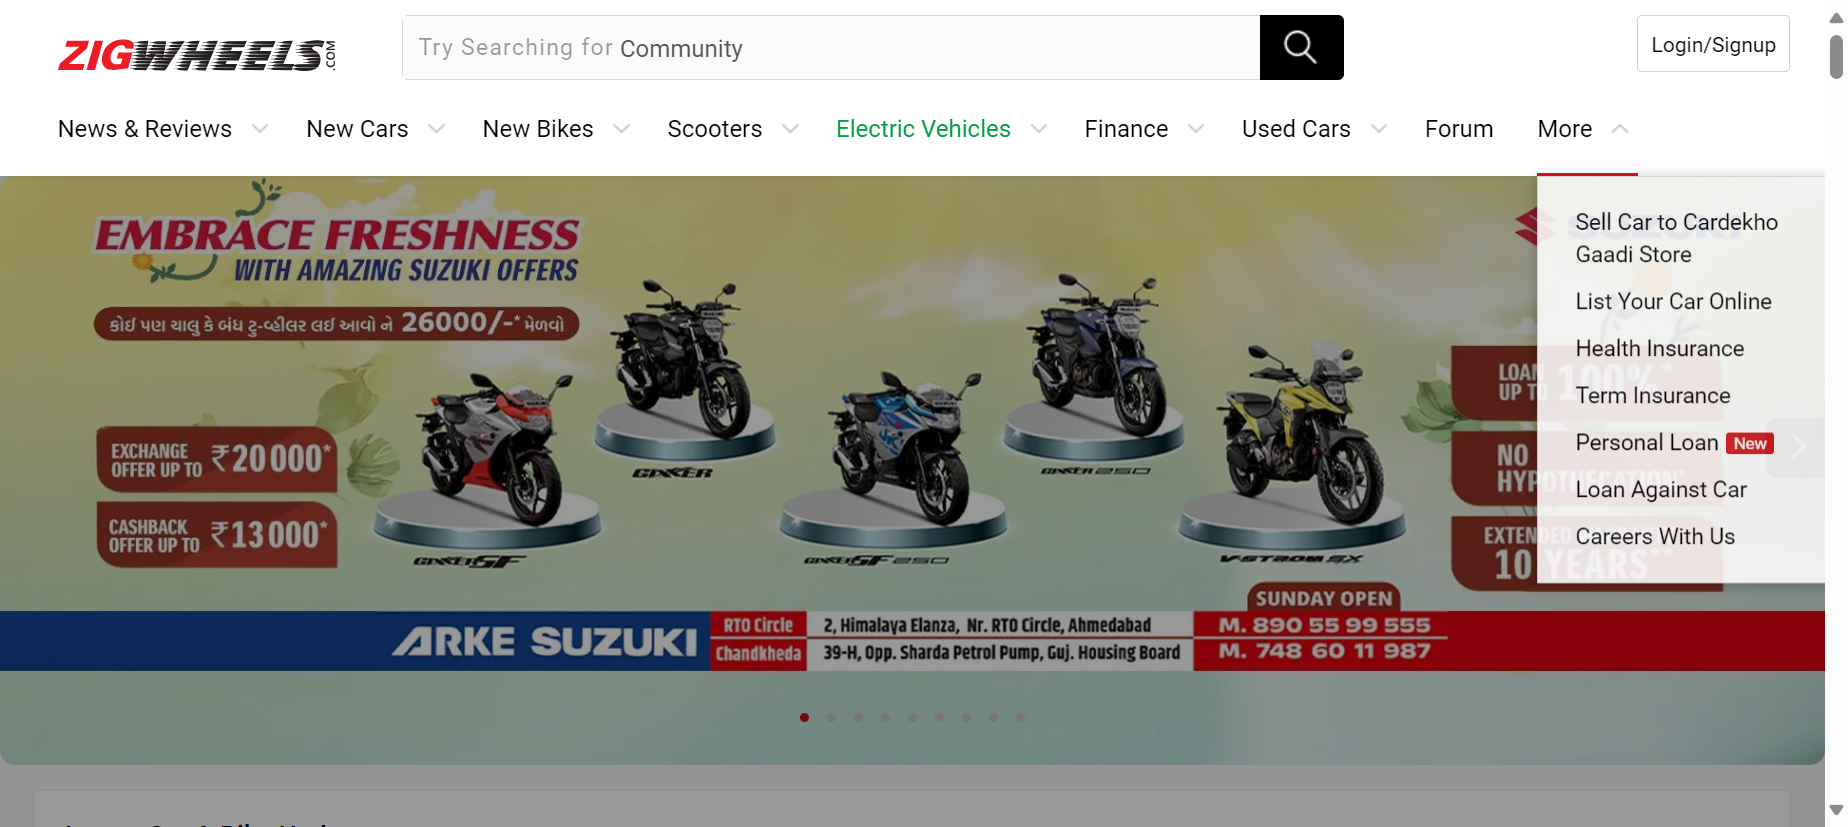 ZIGWHEELS.COM
Try Searching for Community
Login/Signup
News & Reviews
New Cars
New Bikes
Scooters
Electric Vehicles
Finance
Used Cars
Forum
More
Sell Car to Cardekho
Gaadi Store
List Your Car Online
Health Insurance
Term Insurance
Personal Loan New
Loan Against Car
Careers With Us
EMBRACE FRESHNESS
WITH AMAZING SUZUKI OFFERS
કોઈ પણ ચાલુ કે બંધ ટુ-વ્હીલર લઈ આવો ને 26000/-* મેળવો
EXCHANGE
OFFER UP TO ₹20000*
CASHBACK
OFFER UP TO ₹13000*
GIXXER SF
GIXXER
GIXXER SF 250
GIXXER 250
V-STROM SX
SUZUKI
LOAN
UP TO 100%*
NO
HYPOTHECATION*
EXTENDED WARRANTY
10 YEARS**
SUNDAY OPEN
ARKE SUZUKI
RTO Circle
2, Himalaya Elanza, Nr. RTO Circle, Ahmedabad
M. 890 55 99 555
Chandkheda
39-H, Opp. Sharda Petrol Pump, Guj. Housing Board
M. 748 60 11 987